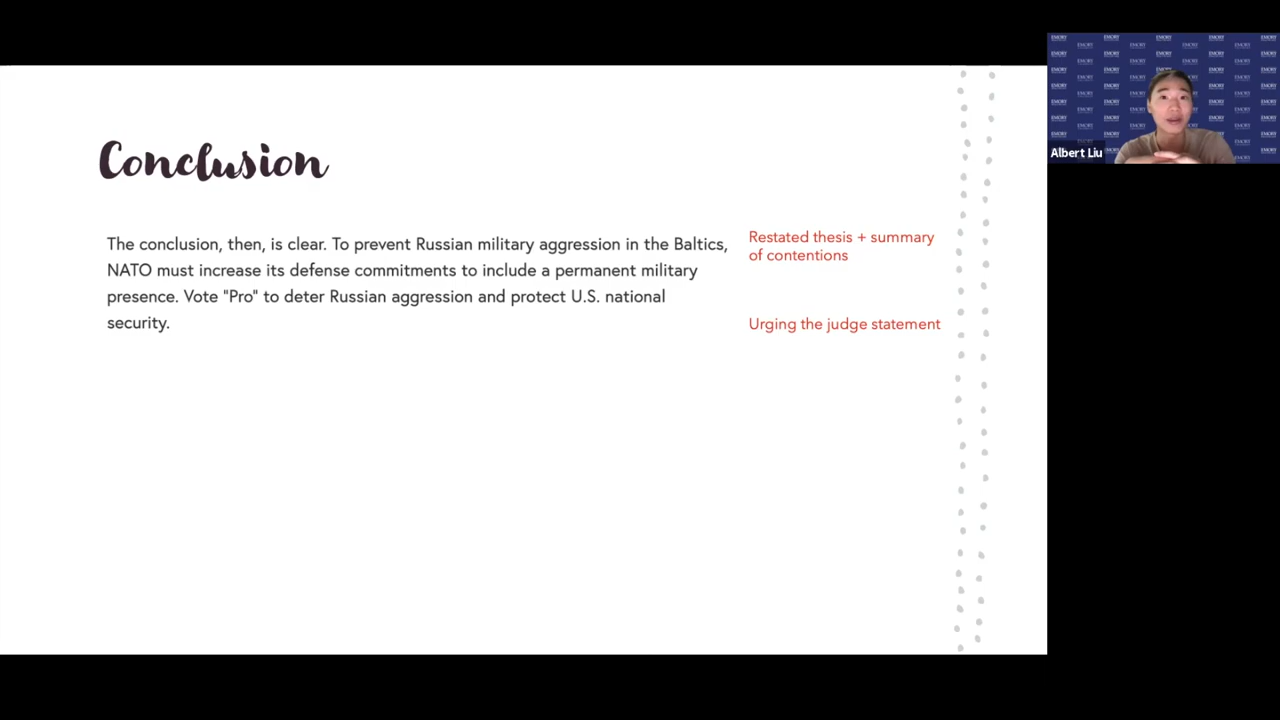 Conclusion
The conclusion, then, is clear. To prevent Russian military aggression in the Baltics,
NATO must increase its defense commitments to include a permanent military
presence. Vote "Pro" to deter Russian aggression and protect U.S. national
security.
Restated thesis + summary
of contentions
Urging the judge statement
EMORY
Albert Liu